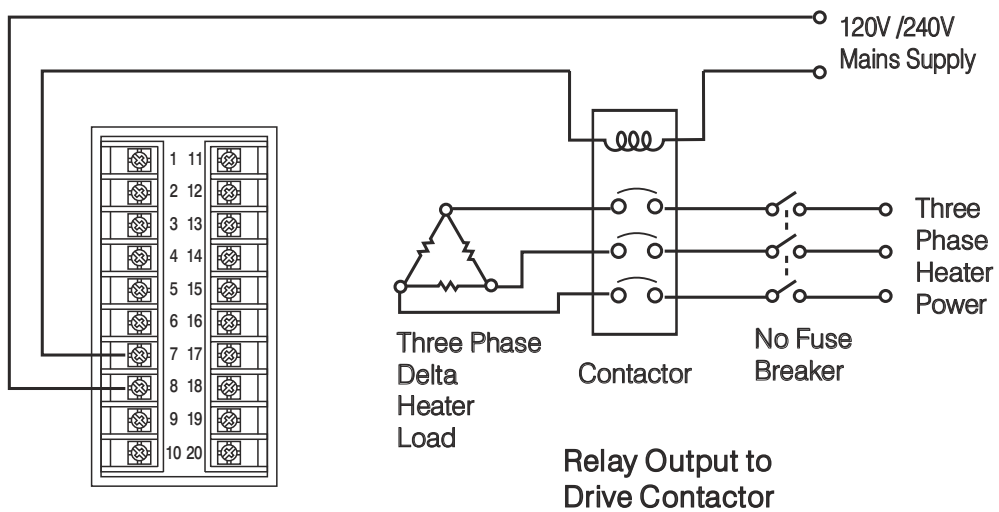 120V /240V
Mains Supply
1 11
2 12
3 13
4 14
5 15
6 16
7 17
8 18
9 19
10 20
Three
Phase
Heater
Power
No Fuse
Breaker
Contactor
Three Phase
Delta
Heater
Load
Relay Output to
Drive Contactor